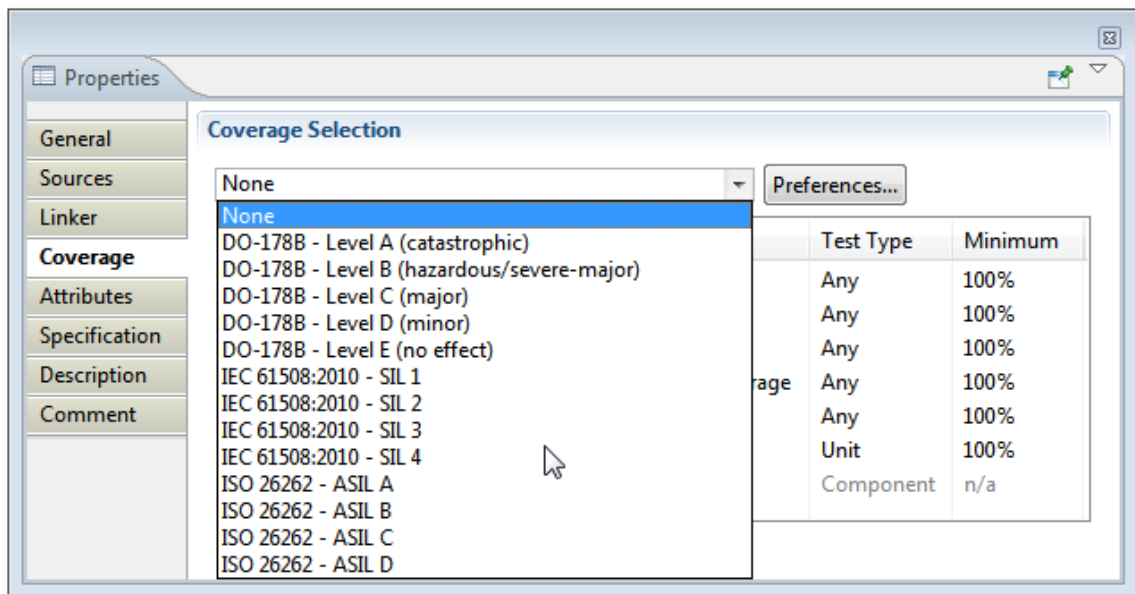 Properties
General
Sources
Linker
Coverage
Attributes
Specification
Description
Comment
Coverage Selection
None
Preferences...
None
DO-178B - Level A (catastrophic)
DO-178B - Level B (hazardous/severe-major)
DO-178B - Level C (major)
DO-178B - Level D (minor)
DO-178B - Level E (no effect)
IEC 61508:2010 - SIL 1
IEC 61508:2010 - SIL 2
IEC 61508:2010 - SIL 3
IEC 61508:2010 - SIL 4
ISO 26262 - ASIL A
ISO 26262 - ASIL B
ISO 26262 - ASIL C
ISO 26262 - ASIL D
Test Type Minimum
Any 100%
Any 100%
Any 100%
rage Any 100%
Any 100%
Unit 100%
Component n/a